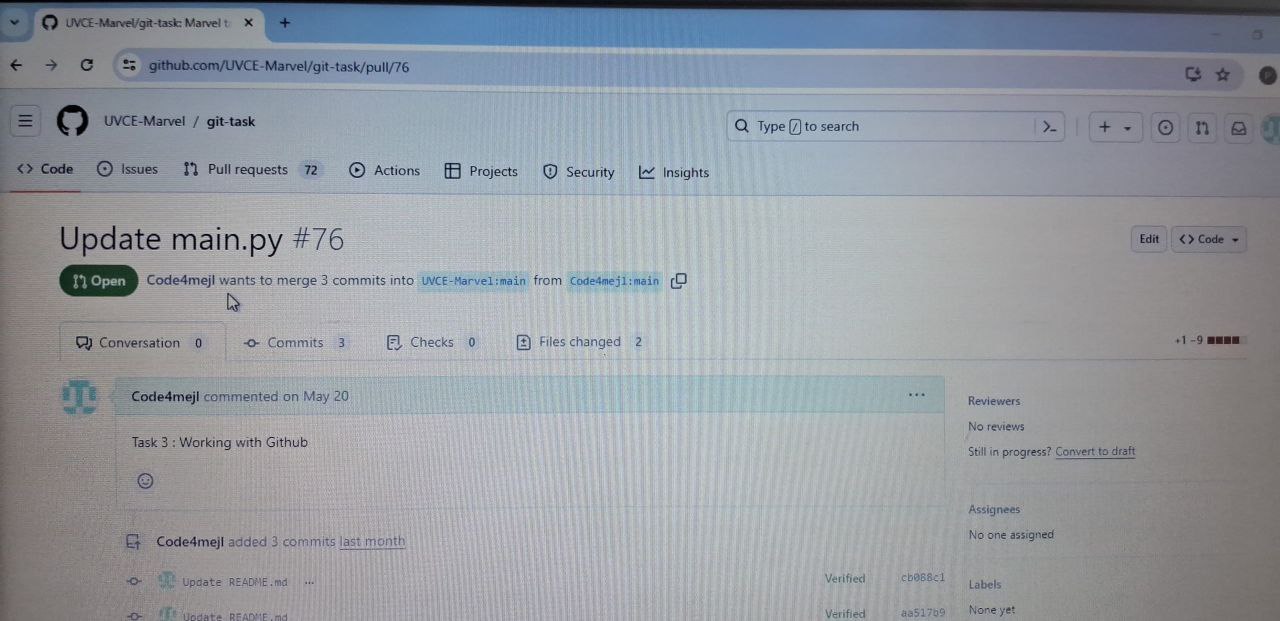 UVCE-Marvel/git-task: Marvel t
github.com/UVCE-Marvel/git-task/pull/76
UVCE-Marvel / git-task
Type / to search
Code Issues Pull requests 72 Actions Projects Security Insights
Update main.py #76
Edit Code
Open Code4mejl wants to merge 3 commits into UVCE-Marvel:main from Code4mejl:main
Conversation 0 Commits 3 Checks 0 Files changed 2 +1 −9
Code4mejl commented on May 20
Task 3 : Working with Github
Code4mejl added 3 commits last month
Update README.md ... Verified cb088c1
Update README.md Verified aa517b9
Reviewers
No reviews
Still in progress? Convert to draft
Assignees
No one assigned
Labels
None yet